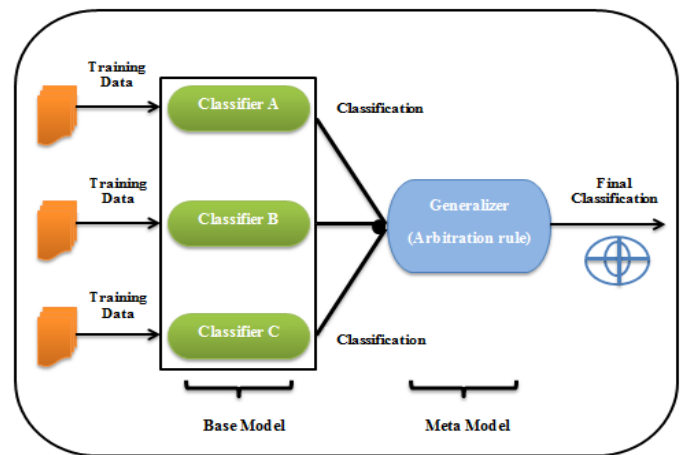 Training
Data
Classifier A
Classification
Training
Data
Classifier B
Generalizer
(Arbitration rule)
Final
Classification
Training
Data
Classifier C
Classification
Base Model
Meta Model